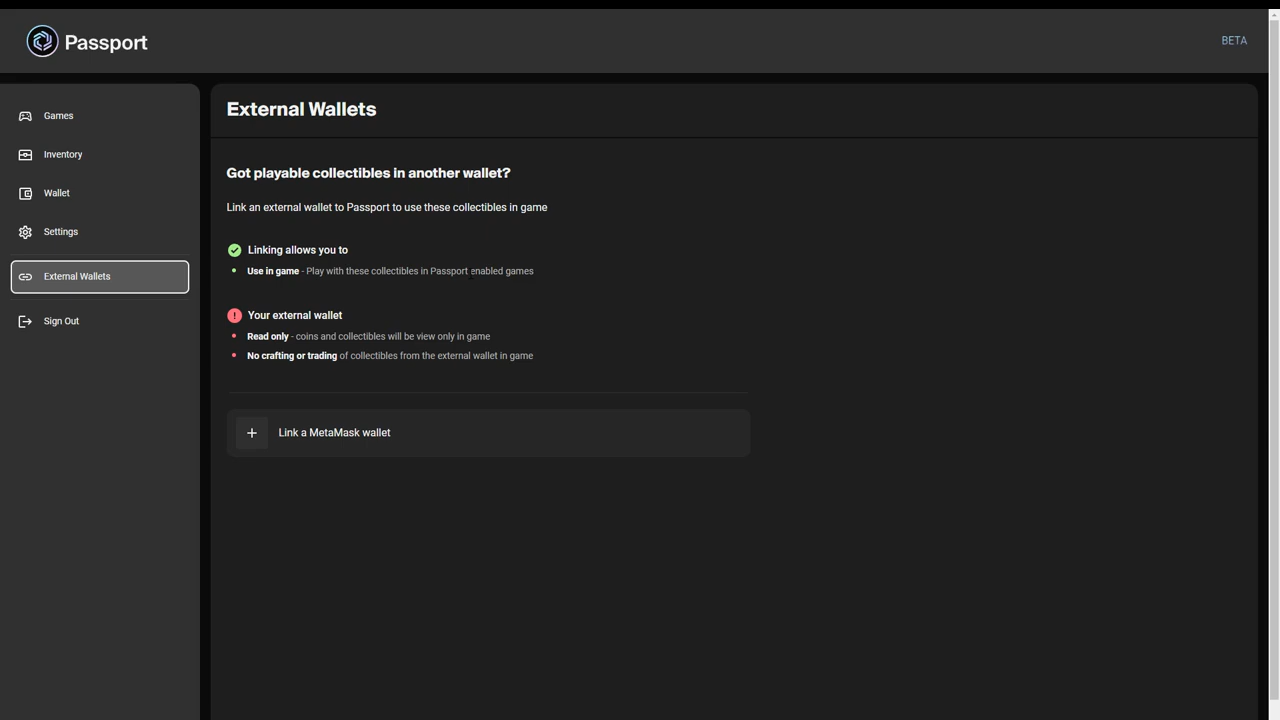 Passport
BETA
Games
Inventory
Wallet
Settings
External Wallets
Sign Out
External Wallets
Got playable collectibles in another wallet?
Link an external wallet to Passport to use these collectibles in game
Linking allows you to
Use in game - Play with these collectibles in Passport enabled games
Your external wallet
Read only - coins and collectibles will be view only in game
No crafting or trading of collectibles from the external wallet in game
Link a MetaMask wallet